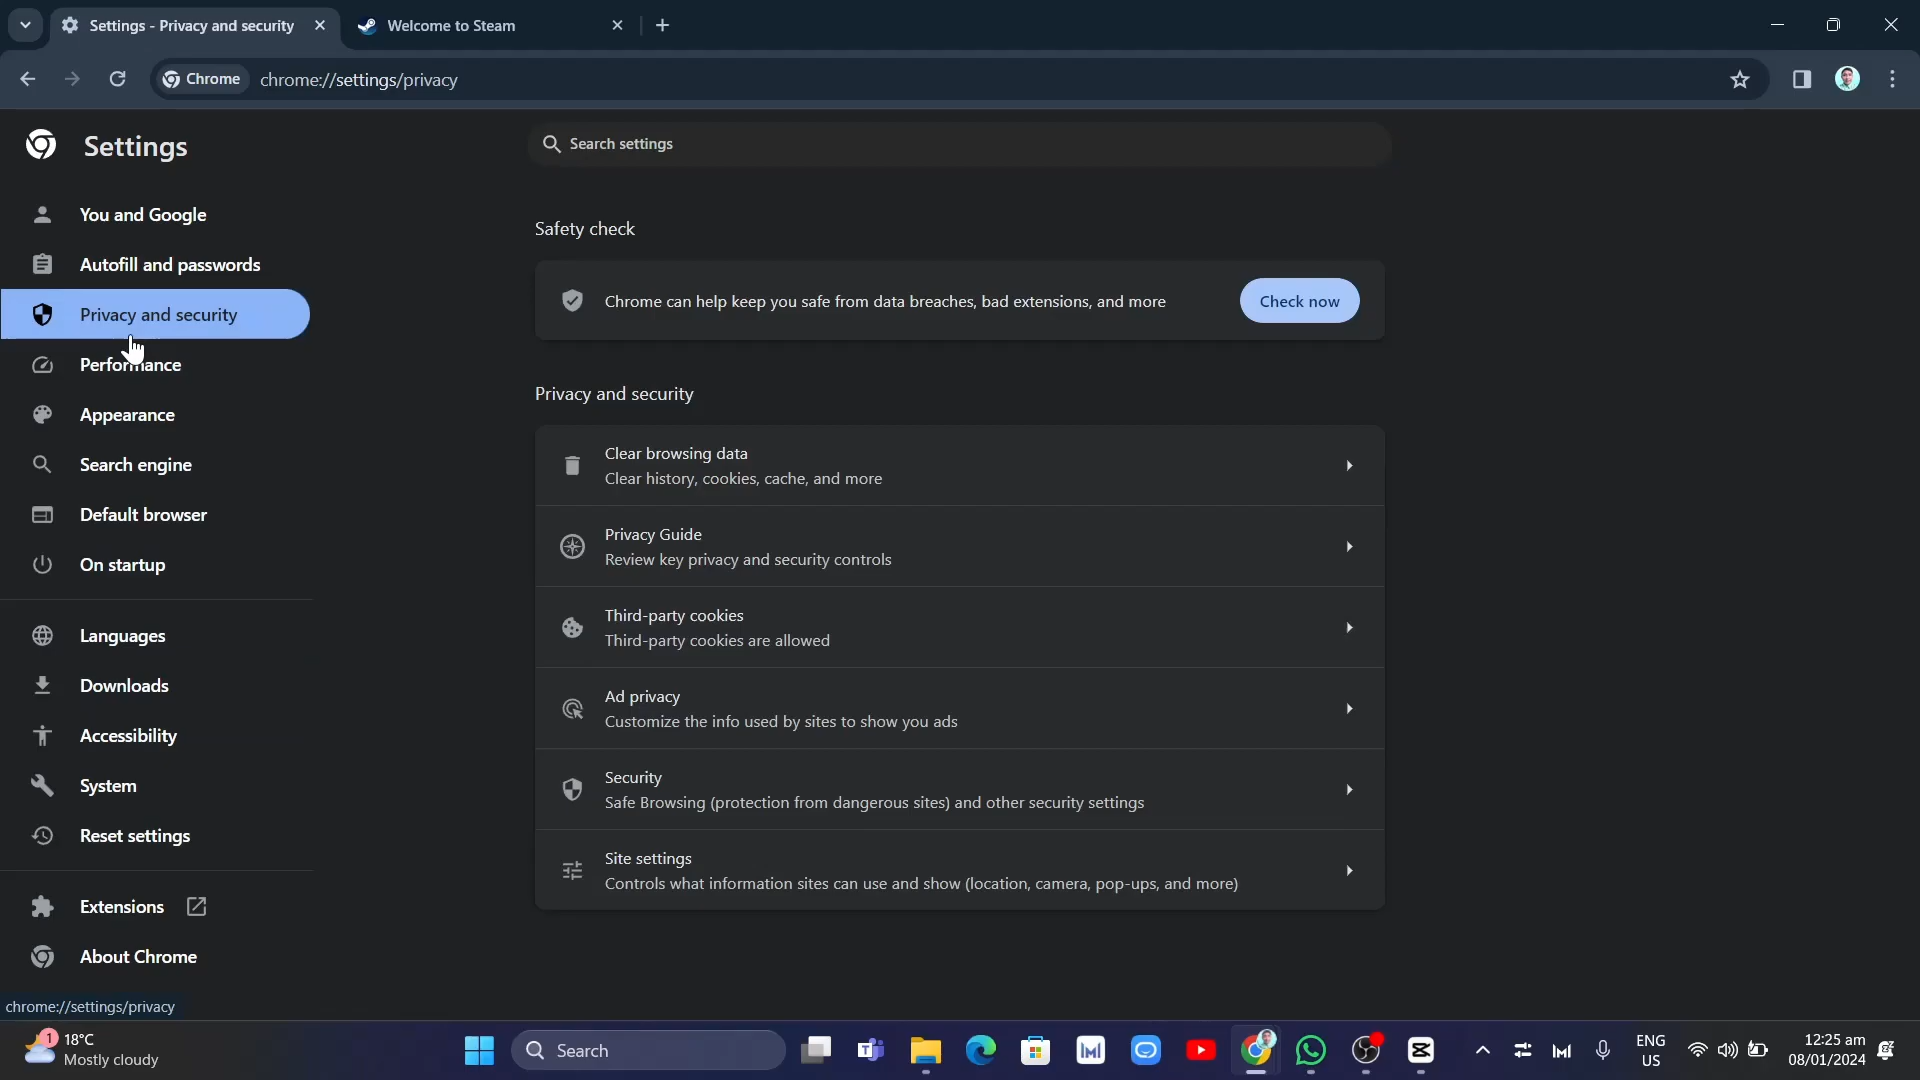 Settings - Privacy and security
Welcome to Steam
Chrome chrome://settings/privacy
Settings
Search settings
You and Google
Autofill and passwords
Privacy and security
Performance
Appearance
Search engine
Default browser
On startup
Languages
Downloads
Accessibility
System
Reset settings
Extensions
About Chrome
Safety check
Chrome can help keep you safe from data breaches, bad extensions, and more
Check now
Privacy and security
Clear browsing data
Clear history, cookies, cache, and more
Privacy Guide
Review key privacy and security controls
Third-party cookies
Third-party cookies are allowed
Ad privacy
Customize the info used by sites to show you ads
Security
Safe Browsing (protection from dangerous sites) and other security settings
Site settings
Controls what information sites can use and show (location, camera, pop-ups, and more)
chrome://settings/privacy
1
18°C
Mostly cloudy
Search
ENG
US
12:25 am
08/01/2024